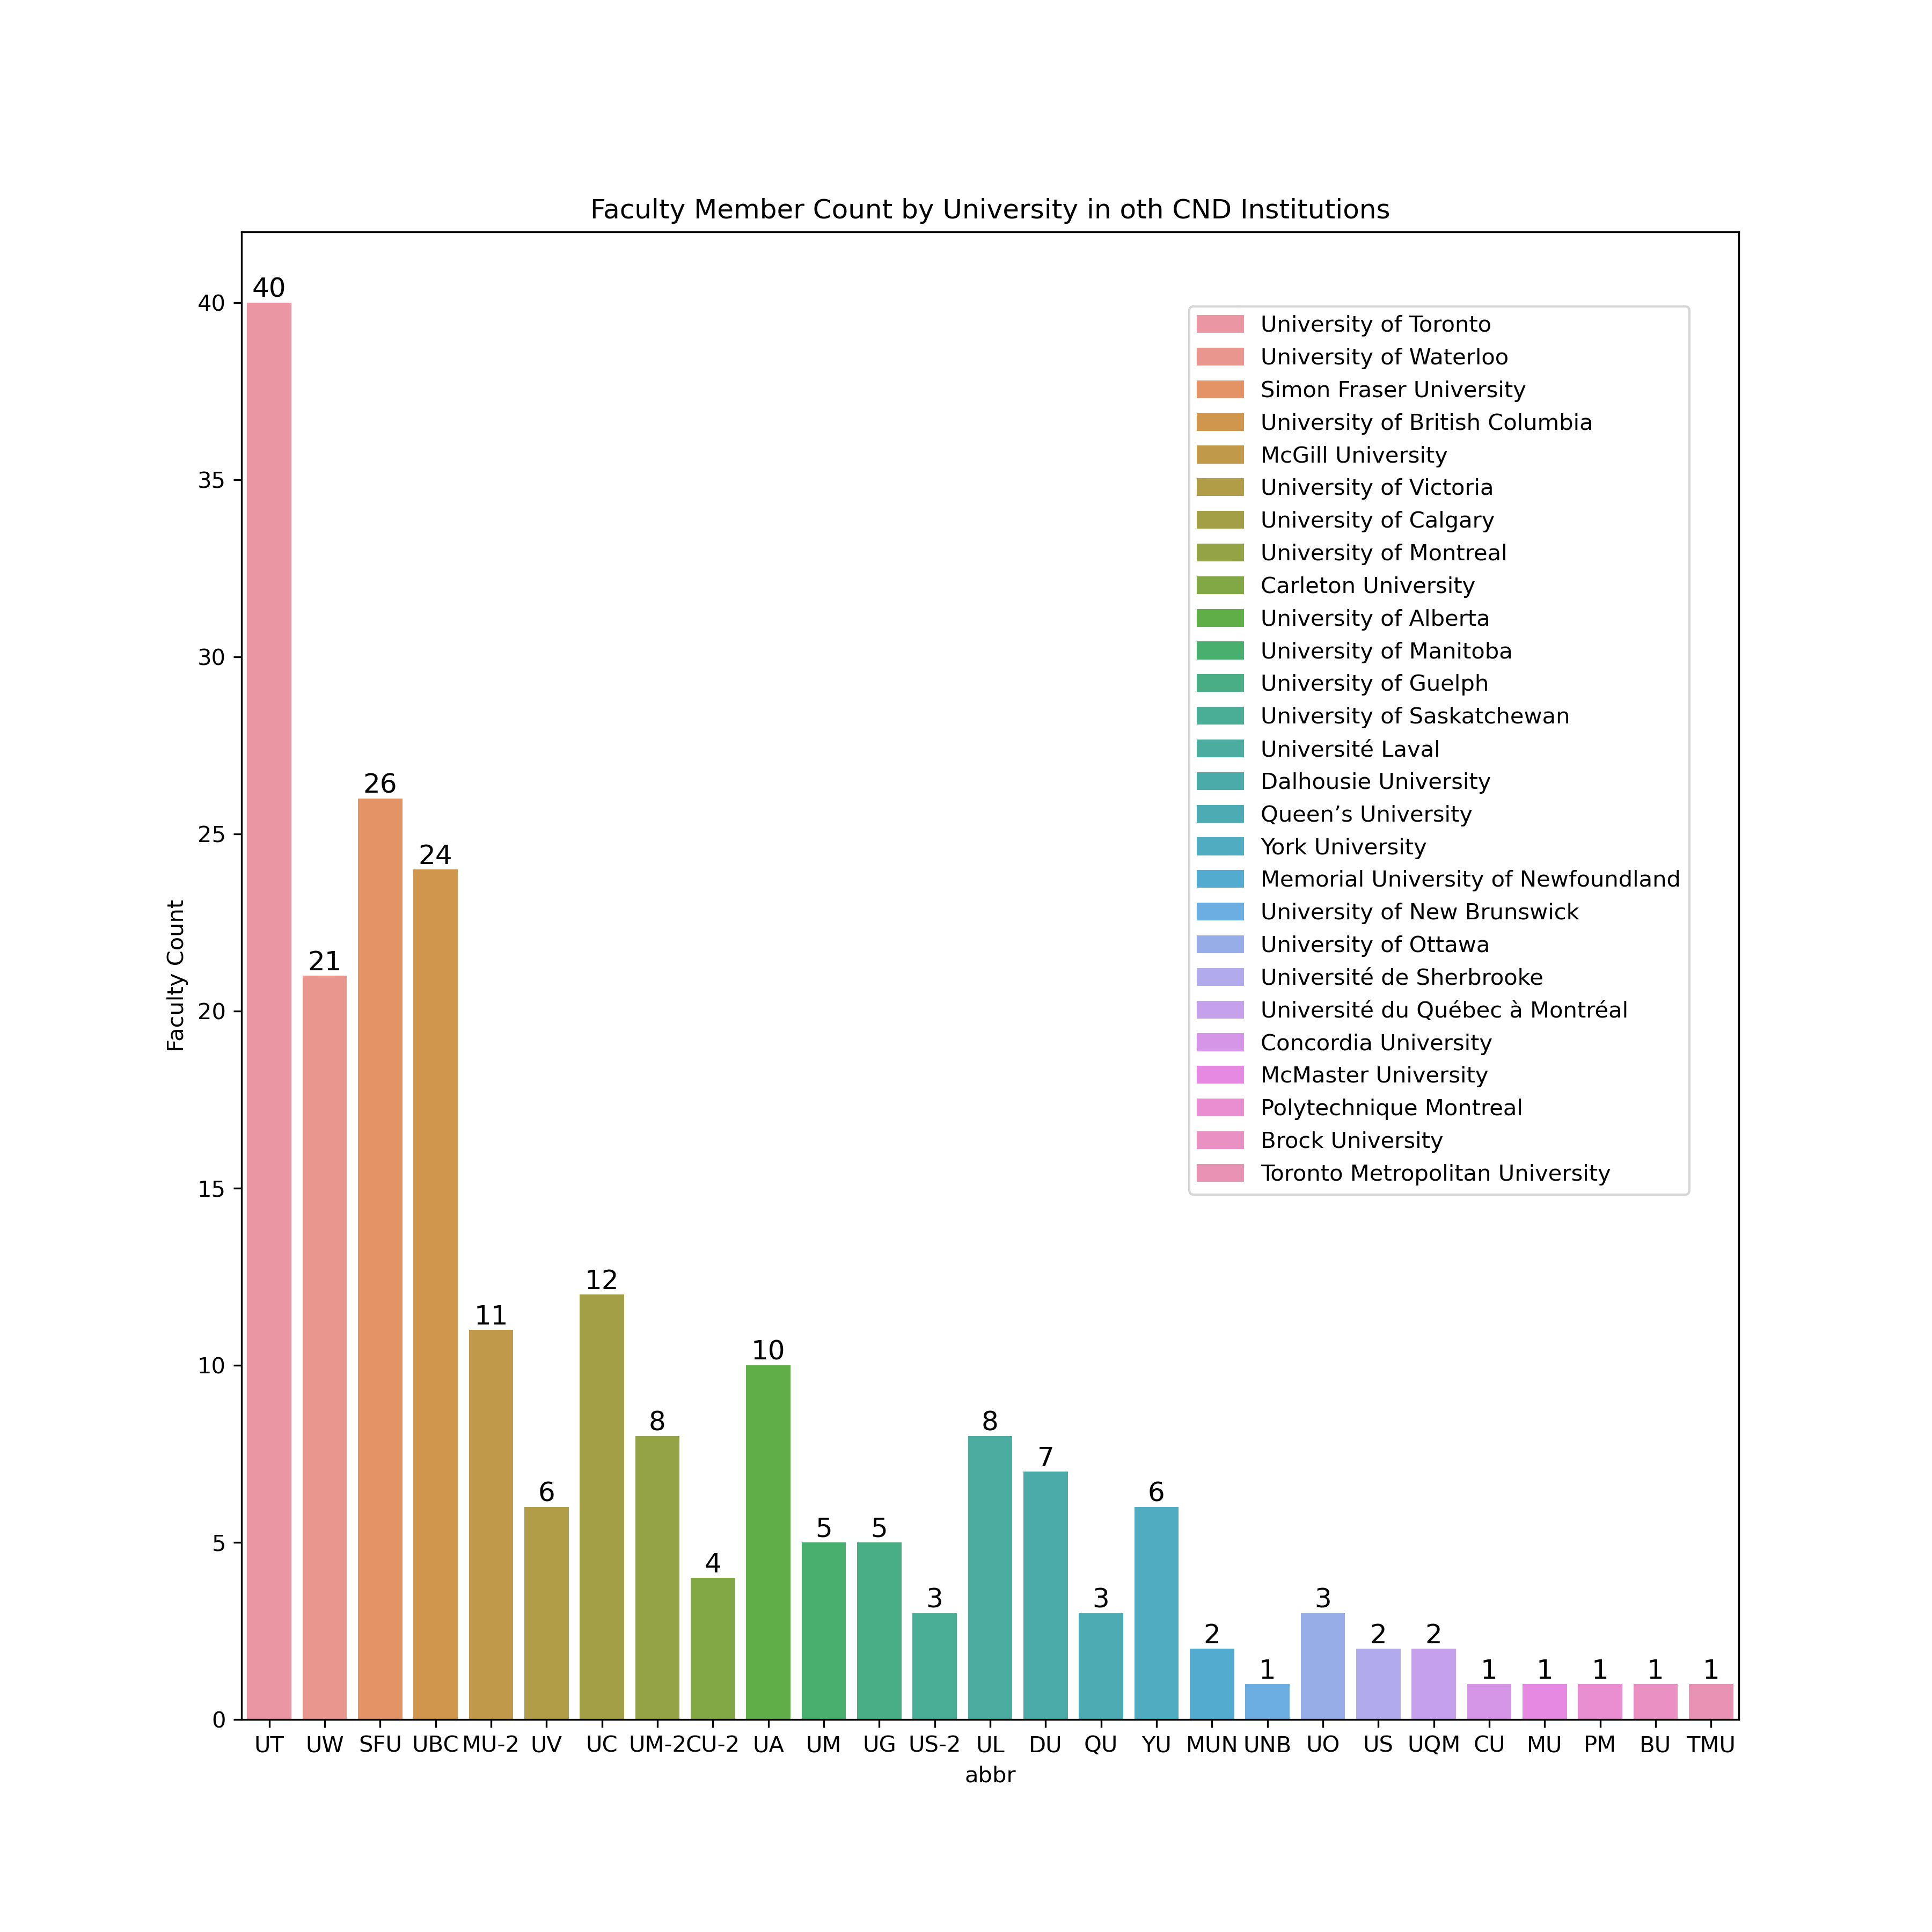 Faculty Member Count by University in oth CND Institutions
40
21
26
24
11
6
12
8
4
10
5
5
3
8
7
3
6
2
1
3
2
2
1
1
1
1
1
University of Toronto
University of Waterloo
Simon Fraser University
University of British Columbia
McGill University
University of Victoria
University of Calgary
University of Montreal
Carleton University
University of Alberta
University of Manitoba
University of Guelph
University of Saskatchewan
Université Laval
Dalhousie University
Queen’s University
York University
Memorial University of Newfoundland
University of New Brunswick
University of Ottawa
Université de Sherbrooke
Université du Québec à Montréal
Concordia University
McMaster University
Polytechnique Montreal
Brock University
Toronto Metropolitan University
Faculty Count
40
35
30
25
20
15
10
5
0
UT UW SFU UBC MU-2 UV UC UM-2 CU-2 UA UM UG US-2 UL DU QU YU MUN UNB UO US UQM CU MU PM BU TMU
abbr